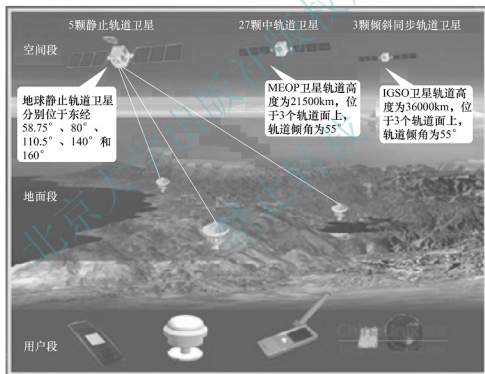 5颗静止轨道卫星
27颗中轨道卫星
3颗倾斜同步轨道卫星
空间段
地球静止轨道卫星
分别位于东经
58.75°、80°、
110.5°、140°和
160°
MEOP卫星轨道高
度为21500km，位
于3个轨道面上，
轨道倾角为55°
IGSO卫星轨道高
度为36000km，位
于3个轨道面上，
轨道倾角为55°
地面段
用户段